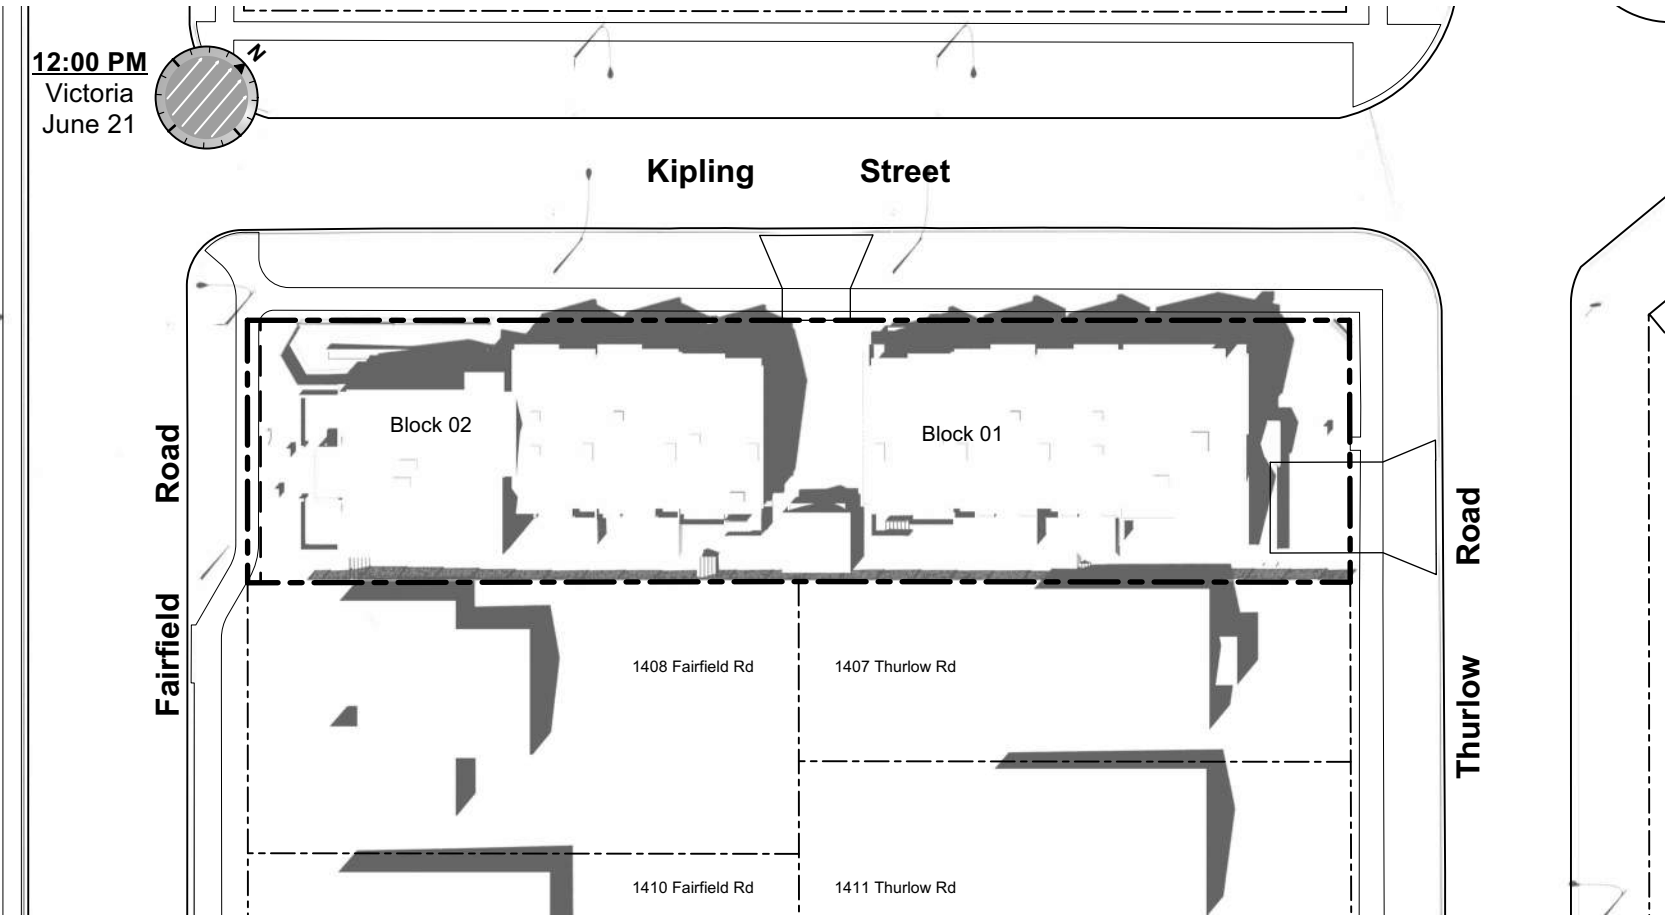 12:00 PM
Victoria
June 21
N
Kipling Street
Block 02
Block 01
Fairfield Road
Thurlow Road
1408 Fairfield Rd
1407 Thurlow Rd
1410 Fairfield Rd
1411 Thurlow Rd